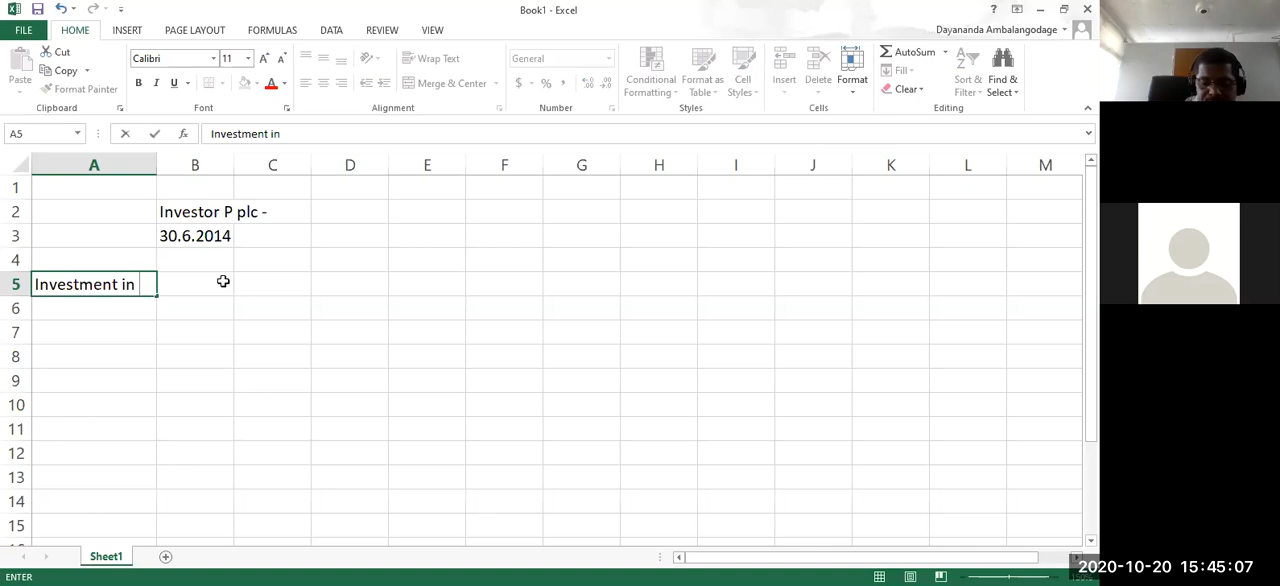 Book1 - Excel
FILE HOME INSERT PAGE LAYOUT FORMULAS DATA REVIEW VIEW Dayananda Ambalangodage
Paste
Cut
Copy
Format Painter
Clipboard
Calibri 11
B I U
Font
Wrap Text
Merge & Center
Alignment
General
$ % ,
Number
Conditional Formatting
Format as Table
Cell Styles
Styles
Insert Delete Format
Cells
AutoSum
Fill
Clear
Sort & Filter
Find & Select
Editing
A5 fx Investment in
A B C D E F G H I J K L M
1
2 Investor P plc -
3 30.6.2014
4
5 Investment in
6
7
8
9
10
11
12
13
14
15
Sheet1
ENTER
2020-10-20 15:45:07